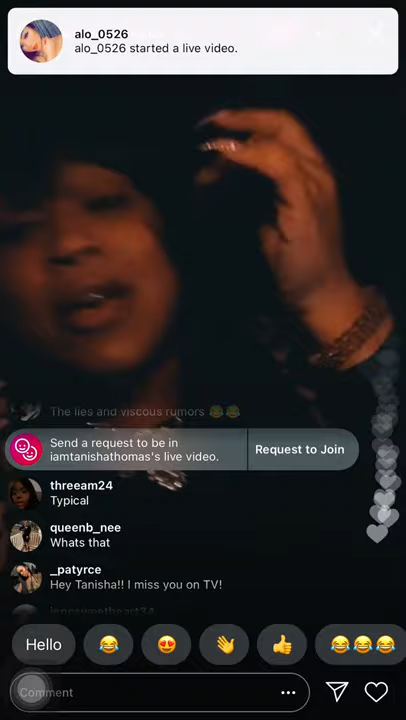 alo_0526
alo_0526 started a live video.
The lies and viscous rumors 😂😂
Send a request to be in
iamtanishathomas's live video.
Request to Join
threeam24
Typical
queenb_nee
Whats that
_patyrce
Hey Tanisha!! I miss you on TV!
Hello 😂 😍 👋 👍 😂😂😂
Comment